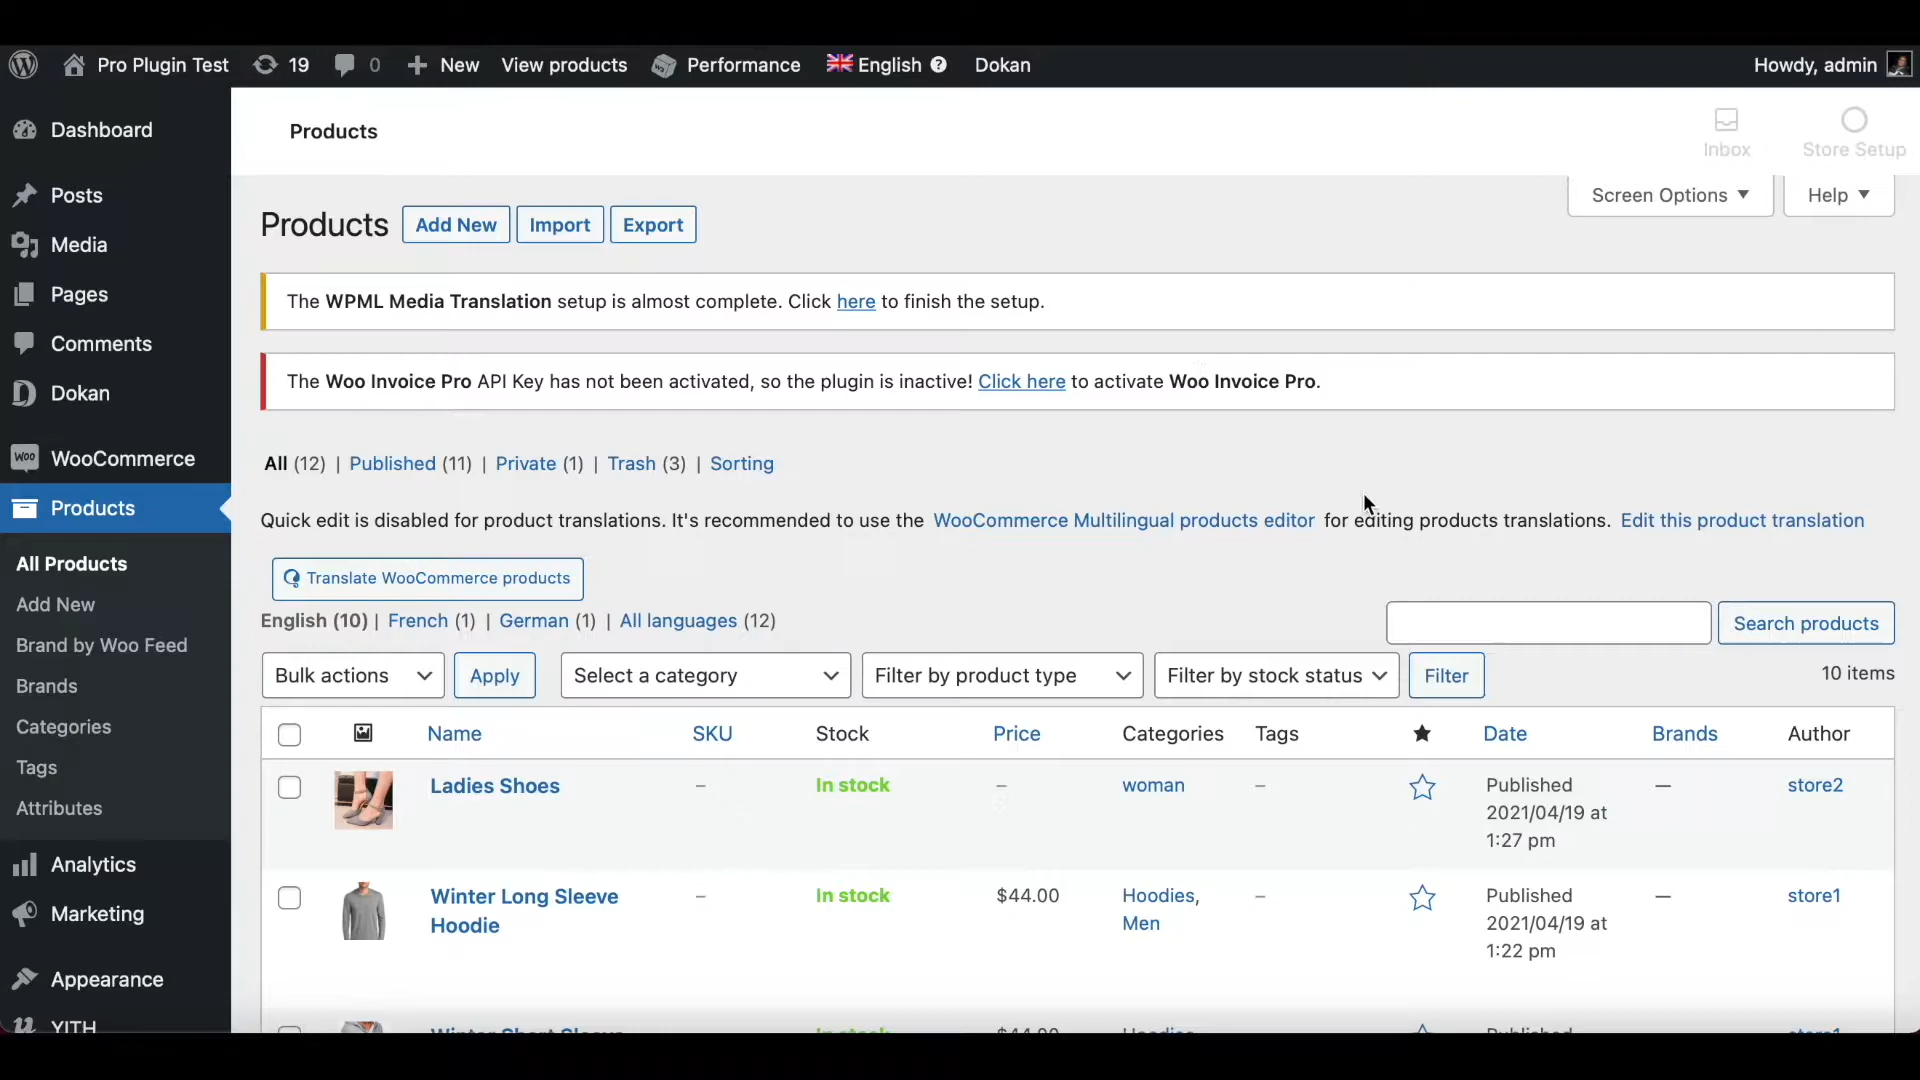 Pro Plugin Test 19 0 New View products Performance English Dokan Howdy, admin
Dashboard
Posts
Media
Pages
Comments
Dokan
WooCommerce
Products
All Products
Add New
Brand by Woo Feed
Brands
Categories
Tags
Attributes
Analytics
Marketing
Appearance
YITH
Products
Inbox
Store Setup
Screen Options
Help
Products Add New Import Export
The WPML Media Translation setup is almost complete. Click here to finish the setup.
The Woo Invoice Pro API Key has not been activated, so the plugin is inactive! Click here to activate Woo Invoice Pro.
All (12) | Published (11) | Private (1) | Trash (3) | Sorting
Quick edit is disabled for product translations. It's recommended to use the WooCommerce Multilingual products editor for editing products translations. Edit this product translation
Translate WooCommerce products
English (10) | French (1) | German (1) | All languages (12)
Search products
Bulk actions Apply Select a category Filter by product type Filter by stock status Filter 10 items
Name SKU Stock Price Categories Tags Date Brands Author
Ladies Shoes – In stock – woman – Published — store2
2021/04/19 at
1:27 pm
Winter Long Sleeve – In stock $44.00 Hoodies, – Published — store1
Hoodie Men 2021/04/19 at
1:22 pm